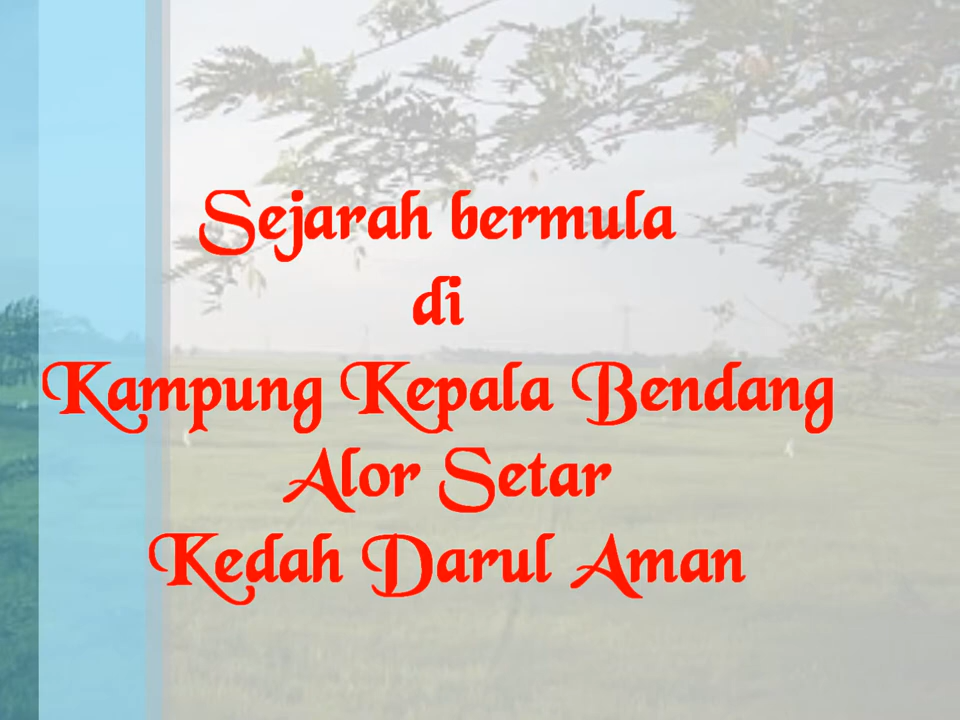 Sejarah bermula
di
Kampung Kepala Bendang
Alor Setar
Kedah Darul Aman